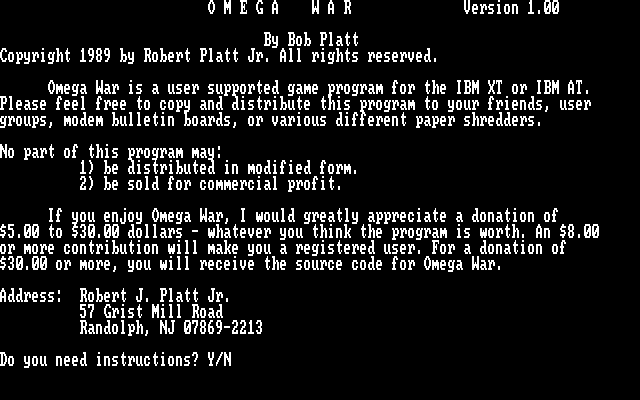 O M E G A   W A R   Version 1.00
By Bob Platt
Copyright 1989 by Robert Platt Jr. All rights reserved.
Omega War is a user supported game program for the IBM XT or IBM AT.
Please feel free to copy and distribute this program to your friends, user
groups, modem bulletin boards, or various different paper shredders.
No part of this program may:
1) be distributed in modified form.
2) be sold for commercial profit.
If you enjoy Omega War, I would greatly appreciate a donation of
$5.00 to $30.00 dollars - whatever you think the program is worth. An $8.00
or more contribution will make you a registered user. For a donation of
$30.00 or more, you will receive the source code for Omega War.
Address:  Robert J. Platt Jr.
57 Grist Mill Road
Randolph, NJ 07869-2213
Do you need instructions? Y/N